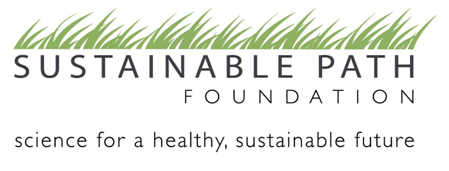 SUSTAINABLE PATH
FOUNDATION
science for a healthy, sustainable future